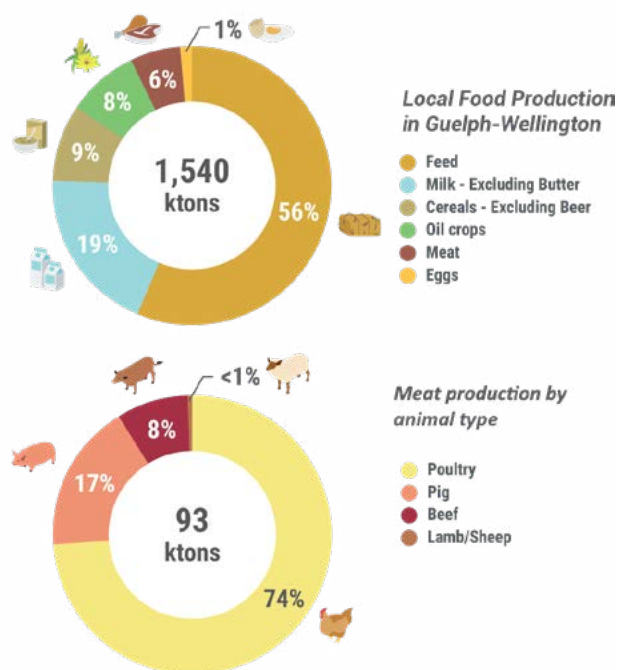 1%
6%
8%
9%
19%
56%
1,540
ktons
Local Food Production
in Guelph-Wellington
Feed
Milk - Excluding Butter
Cereals - Excluding Beer
Oil crops
Meat
Eggs
<1%
8%
17%
74%
93
ktons
Meat production by
animal type
Poultry
Pig
Beef
Lamb/Sheep